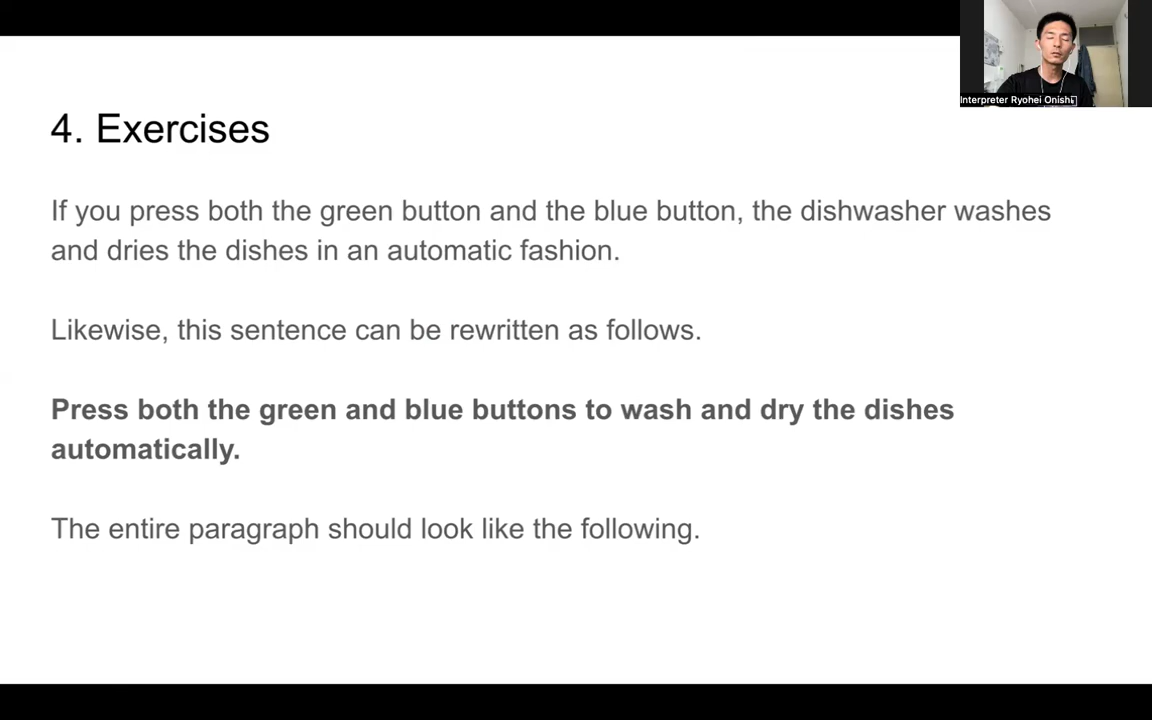 Interpreter Ryohei Onishi
4. Exercises
If you press both the green button and the blue button, the dishwasher washes
and dries the dishes in an automatic fashion.
Likewise, this sentence can be rewritten as follows.
Press both the green and blue buttons to wash and dry the dishes
automatically.
The entire paragraph should look like the following.